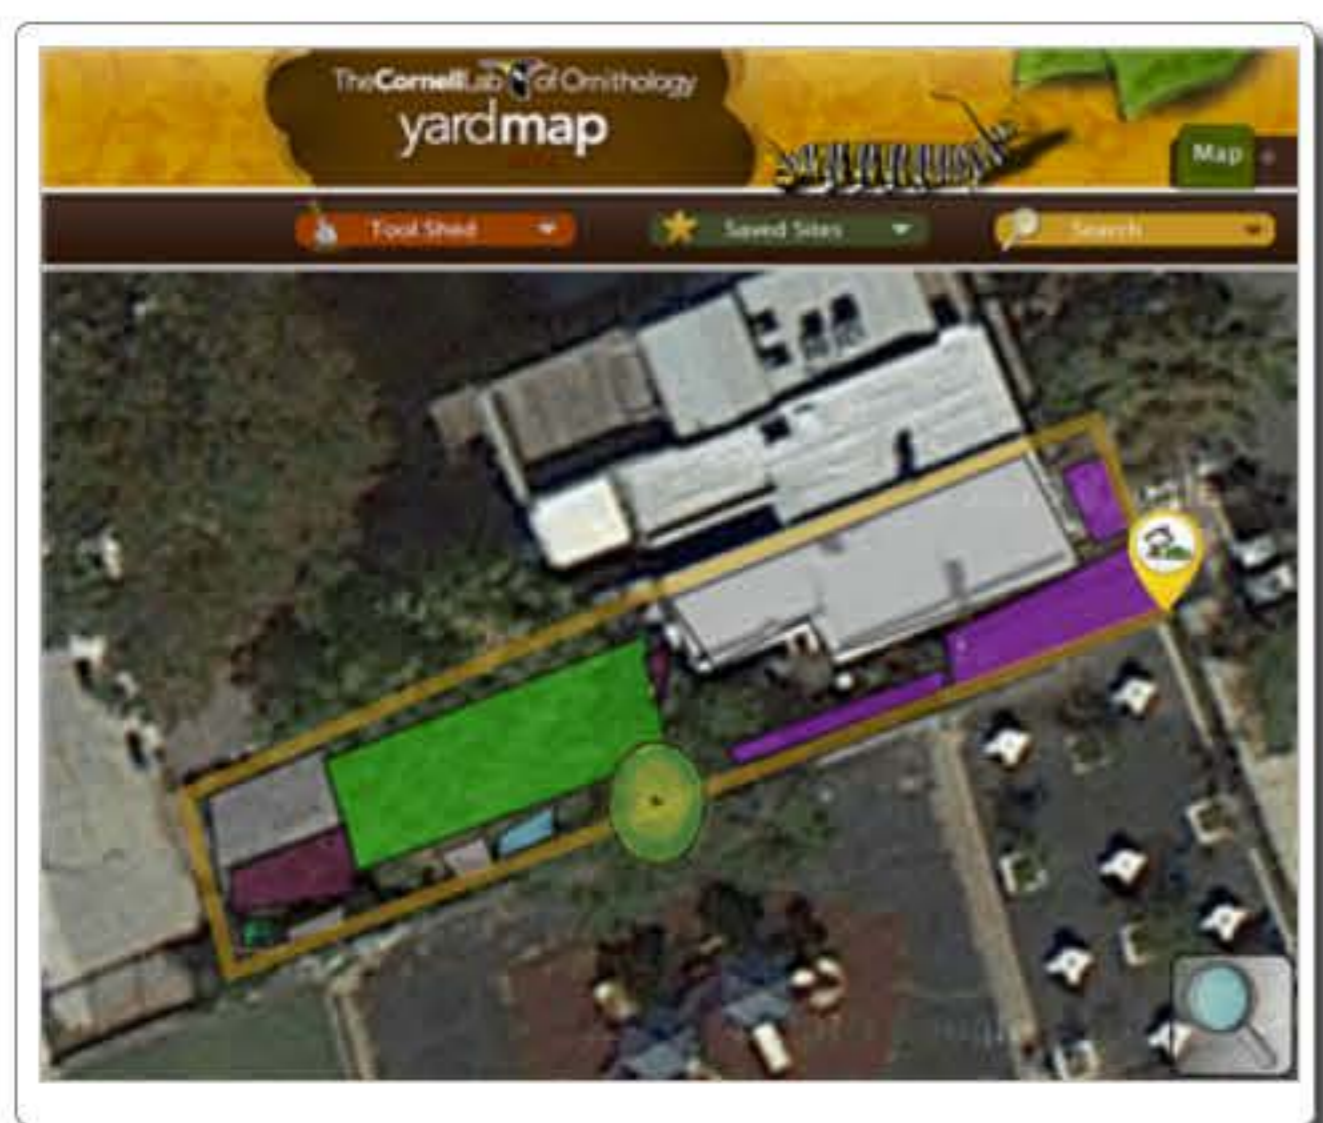 TheCornellLab of Ornithology
yardmap
Map
Tool Shed
Saved Sites
Search